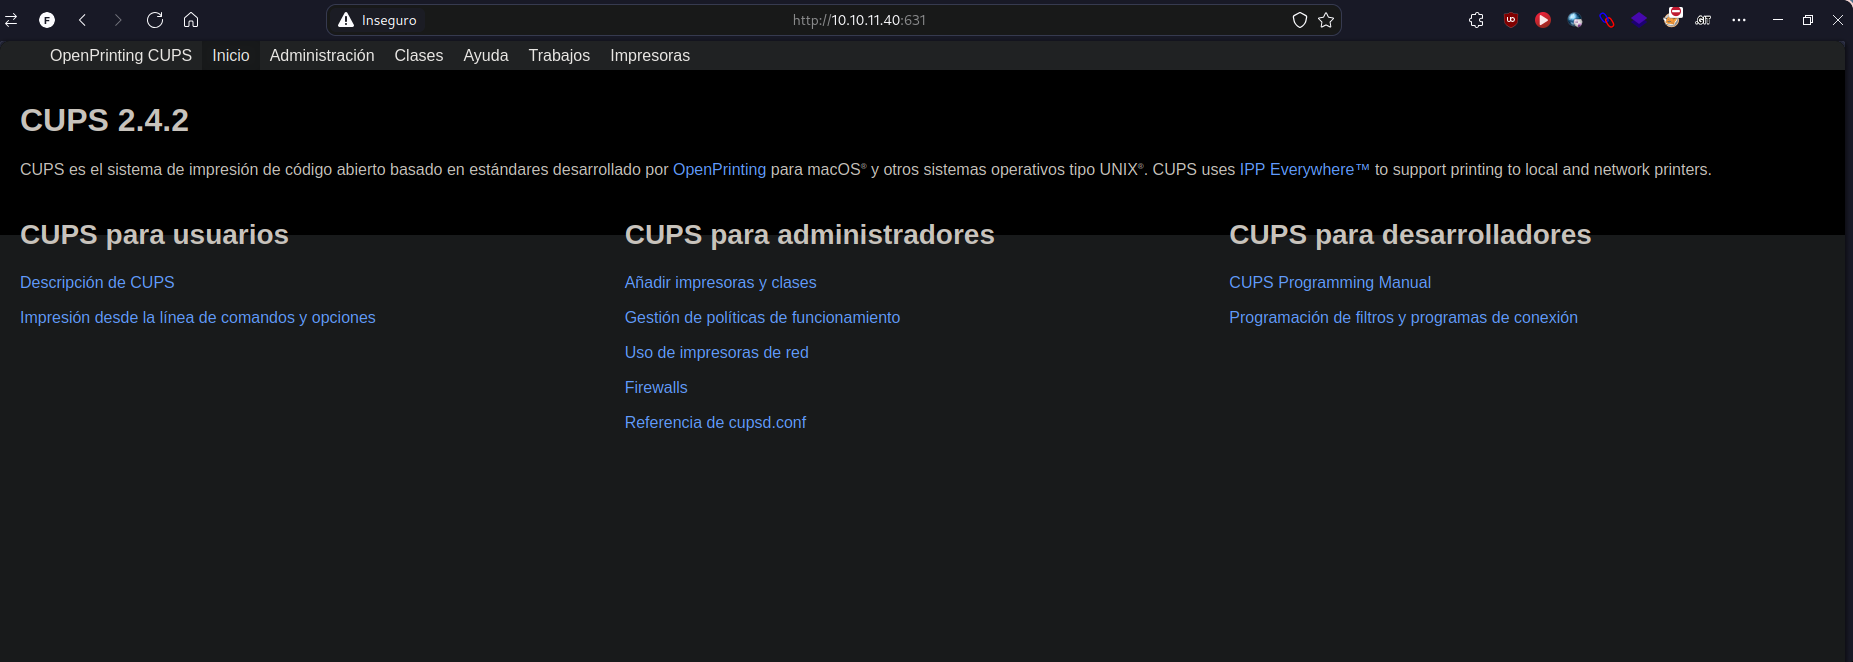 Inseguro
http://10.10.11.40:631
OpenPrinting CUPS Inicio Administración Clases Ayuda Trabajos Impresoras
CUPS 2.4.2
CUPS es el sistema de impresión de código abierto basado en estándares desarrollado por OpenPrinting para macOS® y otros sistemas operativos tipo UNIX®. CUPS uses IPP Everywhere™ to support printing to local and network printers.
CUPS para usuarios
Descripción de CUPS
Impresión desde la línea de comandos y opciones
CUPS para administradores
Añadir impresoras y clases
Gestión de políticas de funcionamiento
Uso de impresoras de red
Firewalls
Referencia de cupsd.conf
CUPS para desarrolladores
CUPS Programming Manual
Programación de filtros y programas de conexión